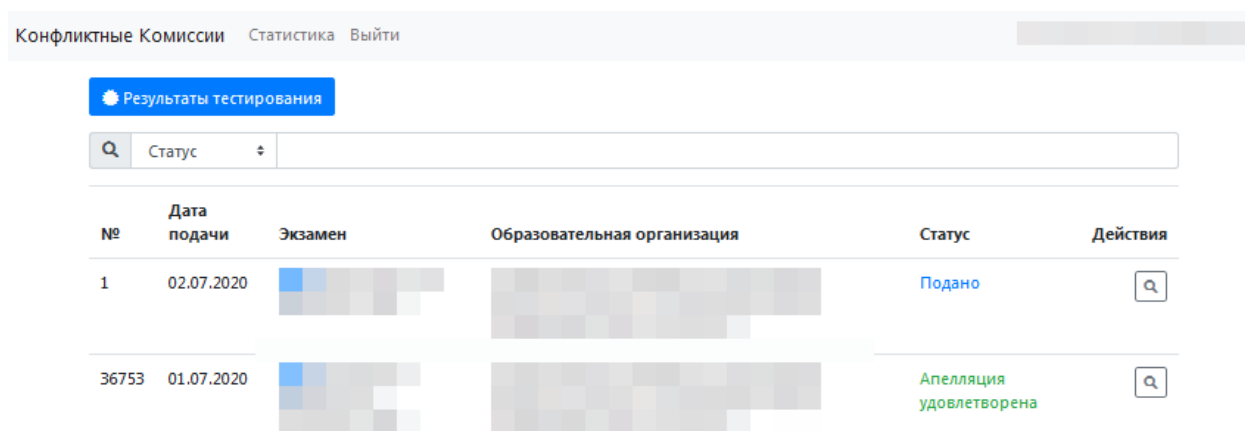 Конфликтные Комиссии Статистика Выйти
Результаты тестирования
Статус
№ Дата подачи Экзамен Образовательная организация Статус Действия
1 02.07.2020 Подано
36753 01.07.2020 Апелляция
удовлетворена